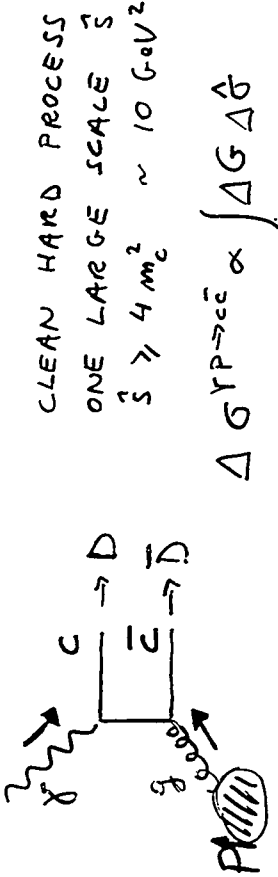 CLEAN HARD PROCESS
ONE LARGE SCALE ŝ
ŝ ⩾ 4 m_c² ~ 10 GeV²
Δσ^{γP→cc̄} ∝ ∫ ΔG Δσ̂
γ
c → D
c̄ → D̄
g
P